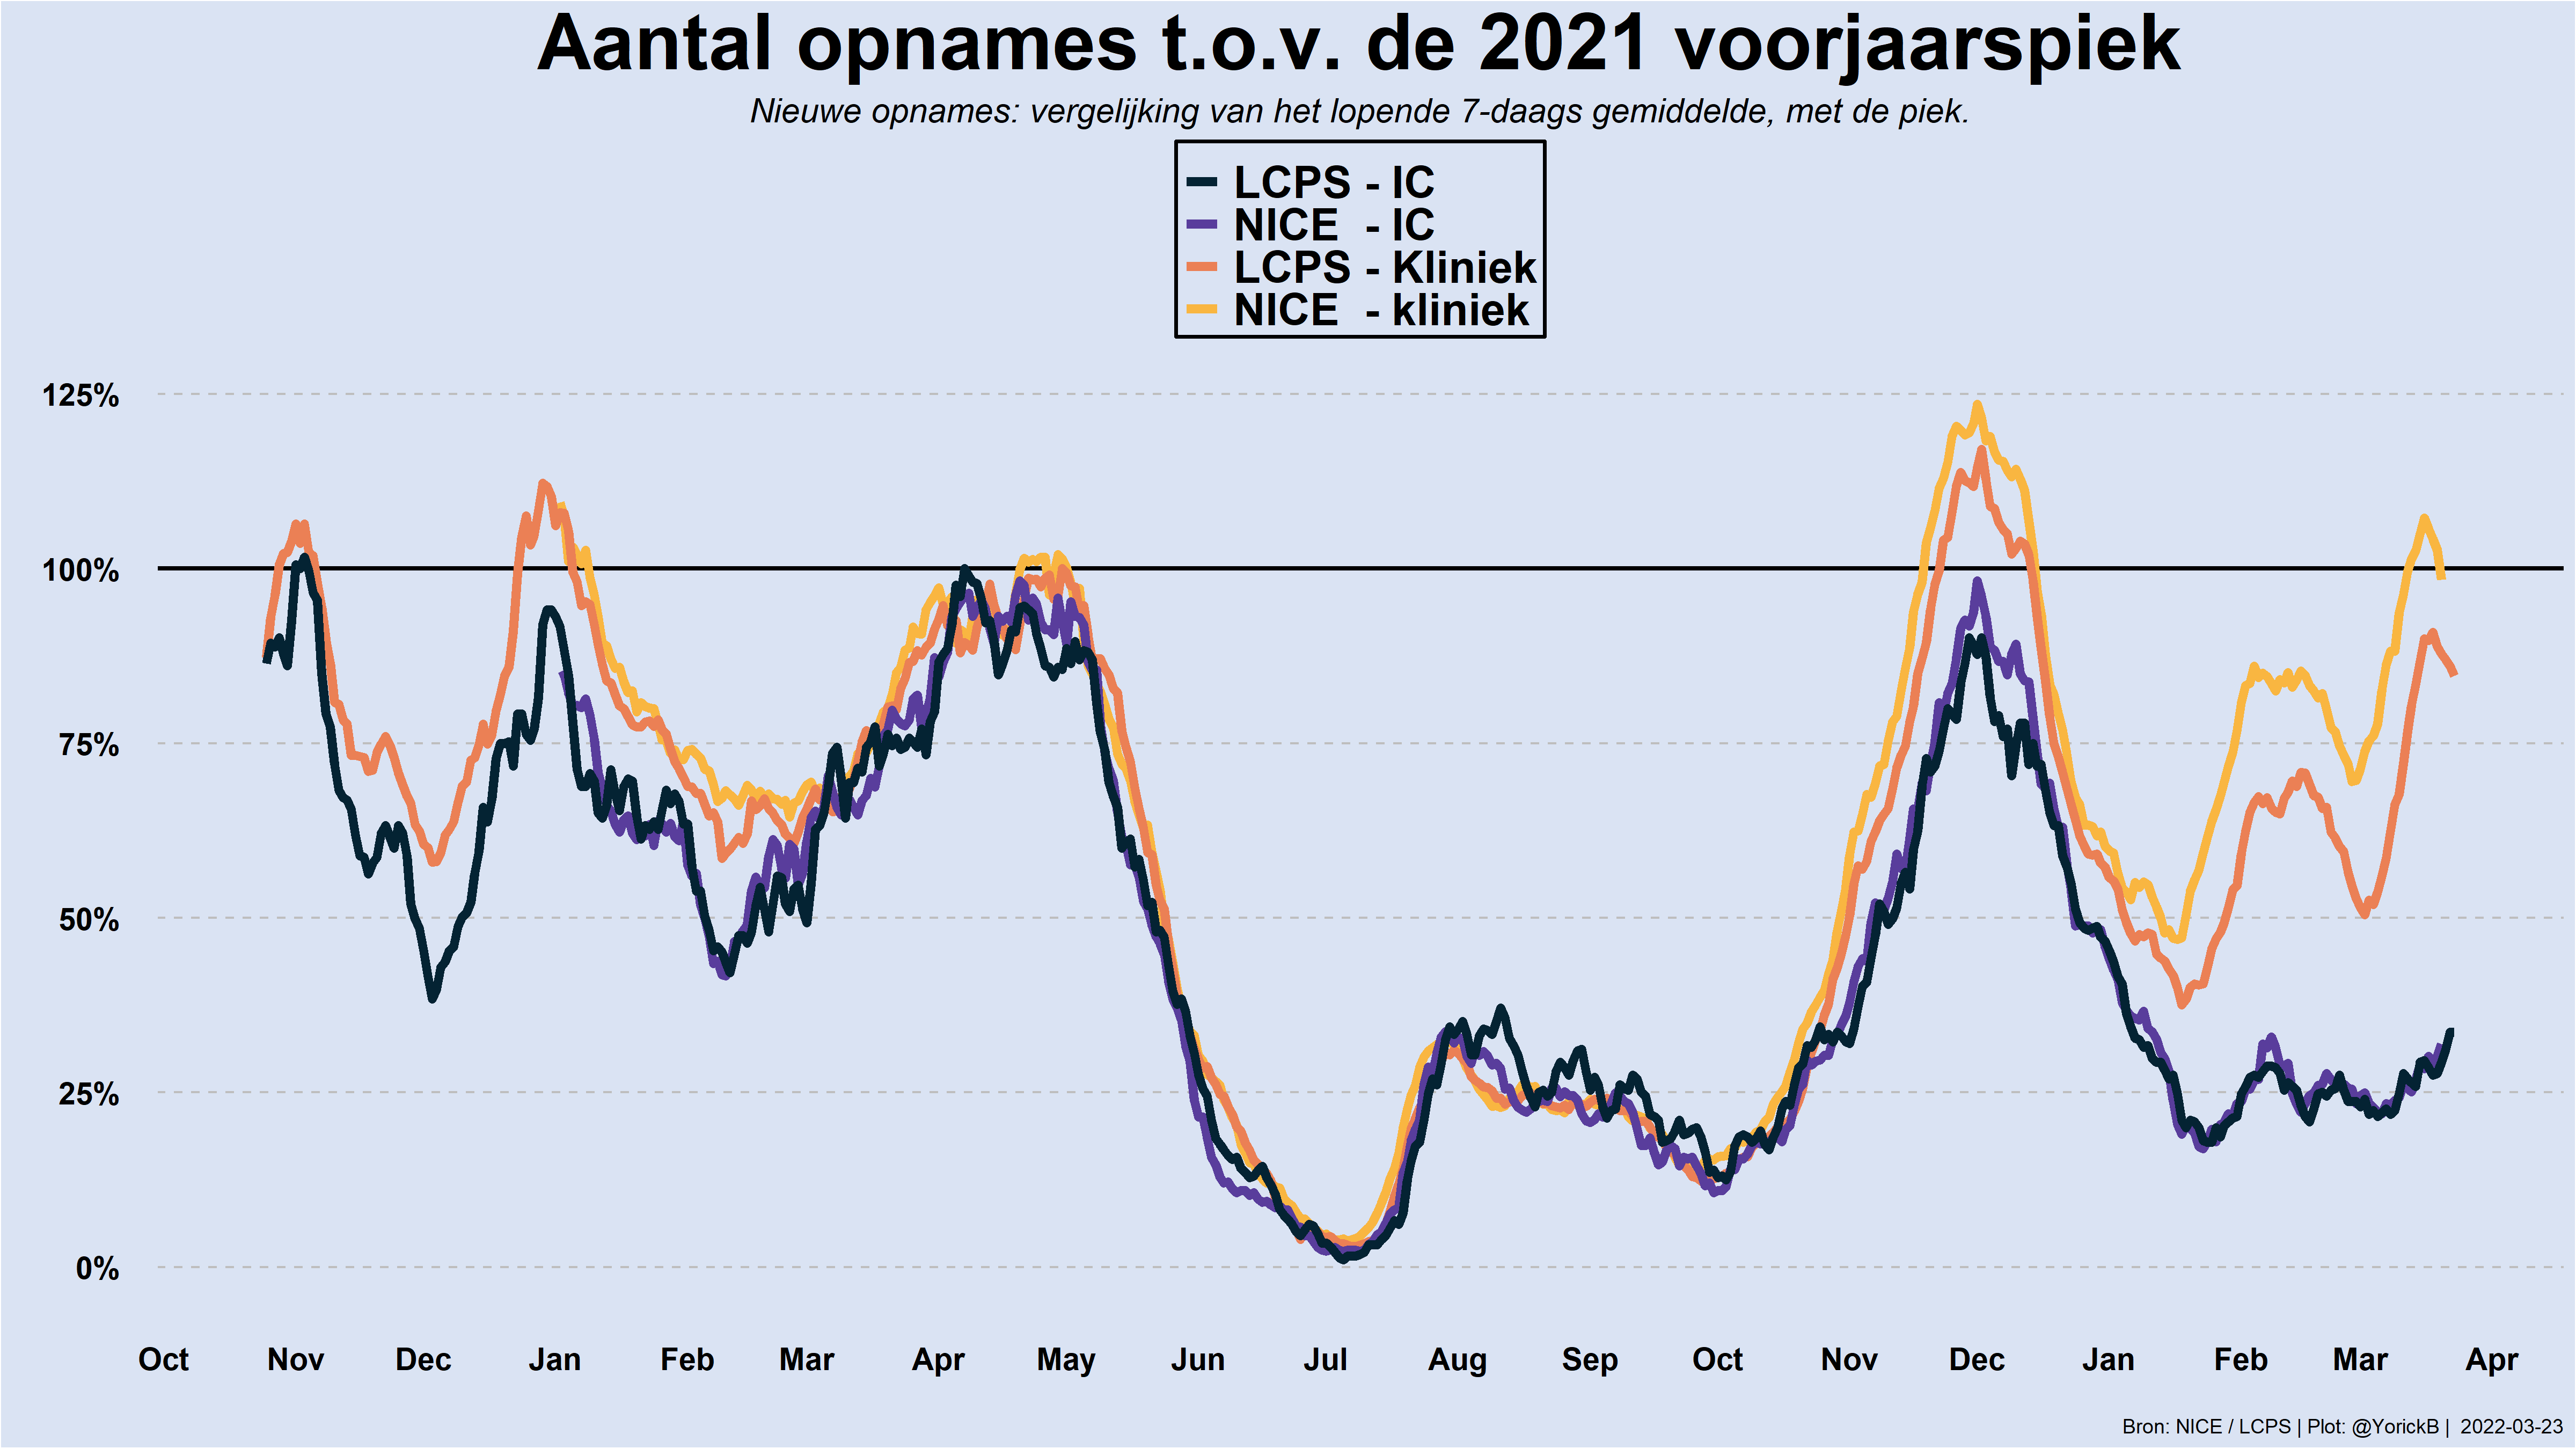 Aantal opnames t.o.v. de 2021 voorjaarspiek
Nieuwe opnames: vergelijking van het lopende 7-daags gemiddelde, met de piek.
LCPS - IC
NICE - IC
LCPS - Kliniek
NICE - kliniek
125%
100%
75%
50%
25%
0%
Oct Nov Dec Jan Feb Mar Apr May Jun Jul Aug Sep Oct Nov Dec Jan Feb Mar Apr
Bron: NICE / LCPS | Plot: @YorickB | 2022-03-23